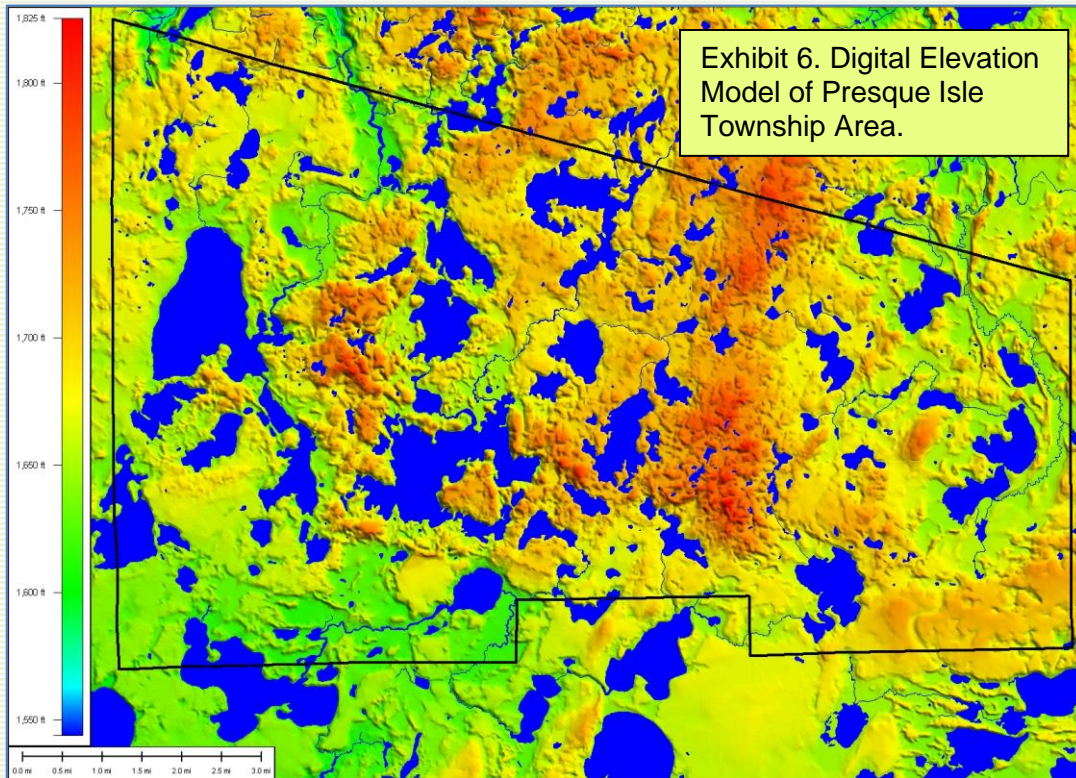 Exhibit 6. Digital Elevation
Model of Presque Isle
Township Area.
1,825 ft
1,800 ft
1,750 ft
1,700 ft
1,650 ft
1,600 ft
1,550 ft
0.0 mi 0.5 mi 1.0 mi 1.5 mi 2.0 mi 2.5 mi 3.0 mi